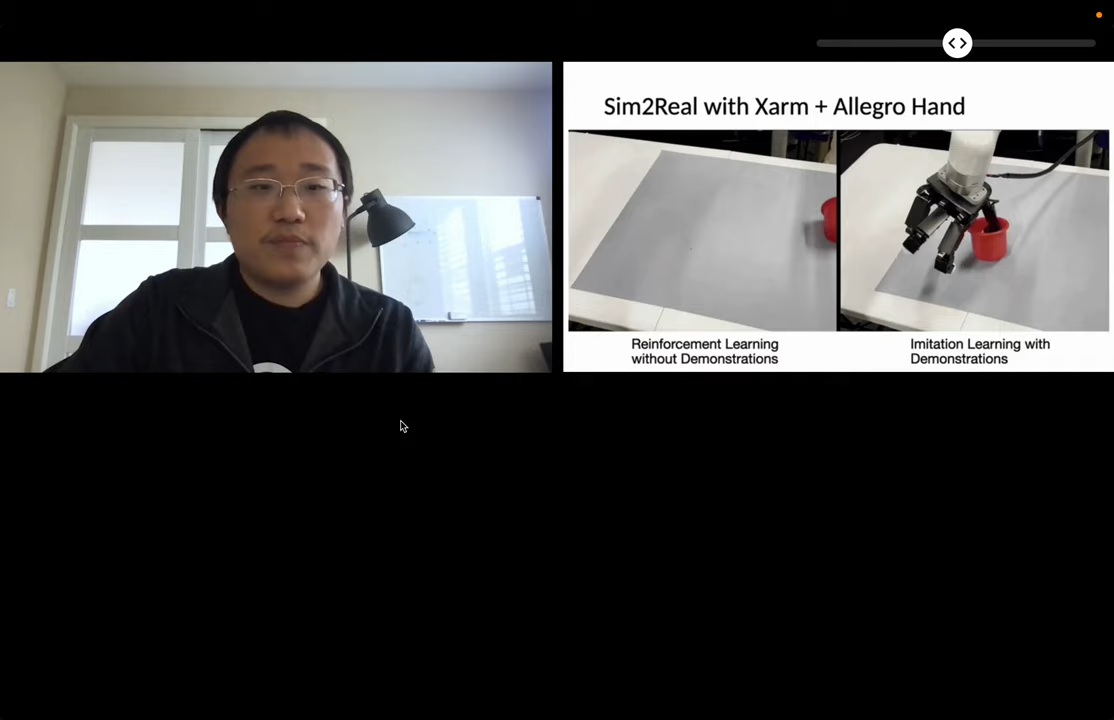 Sim2Real with Xarm + Allegro Hand
Reinforcement Learning
without Demonstrations
Imitation Learning with
Demonstrations